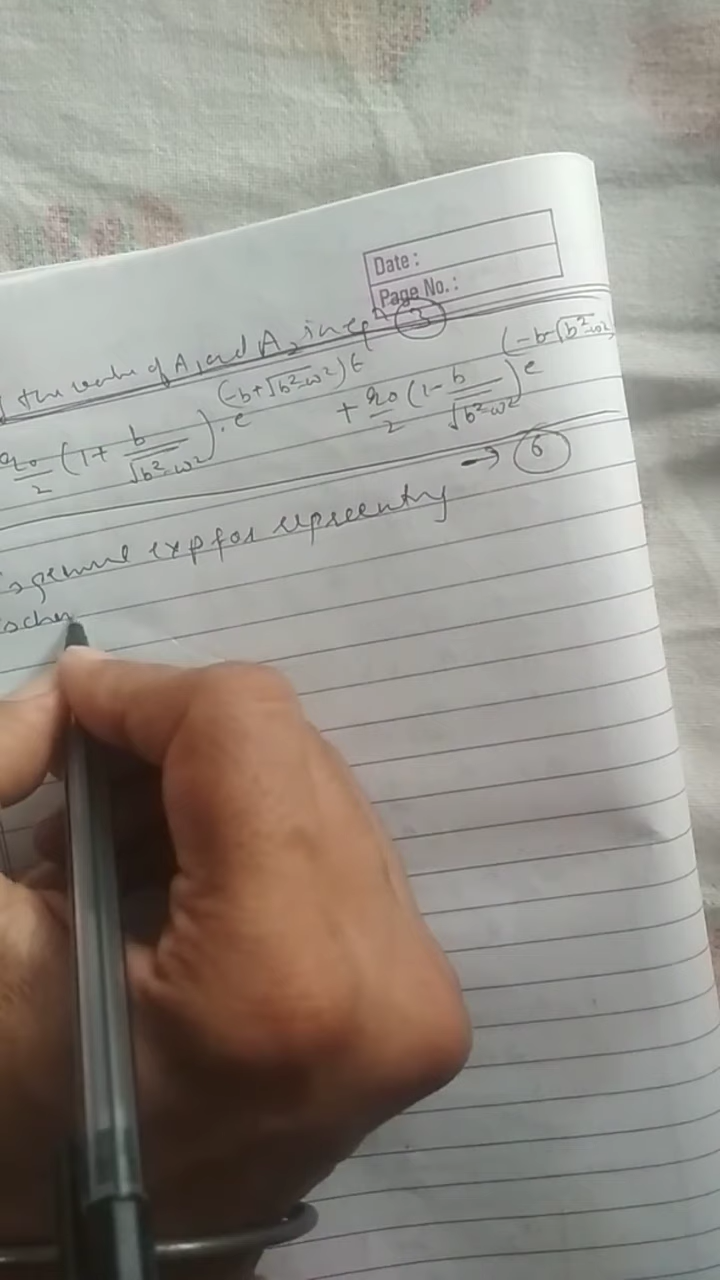 Date :
Page No. :
the value of A₁ and A₂ in eqⁿ ③
q₀/2 (1 + b/√b²-ω²) . e^(-b+√b²-ω²)t + q₀/2 (1 - b/√b²-ω²) e^(-b-√b²-ω²)
→ ⑥
general exp for